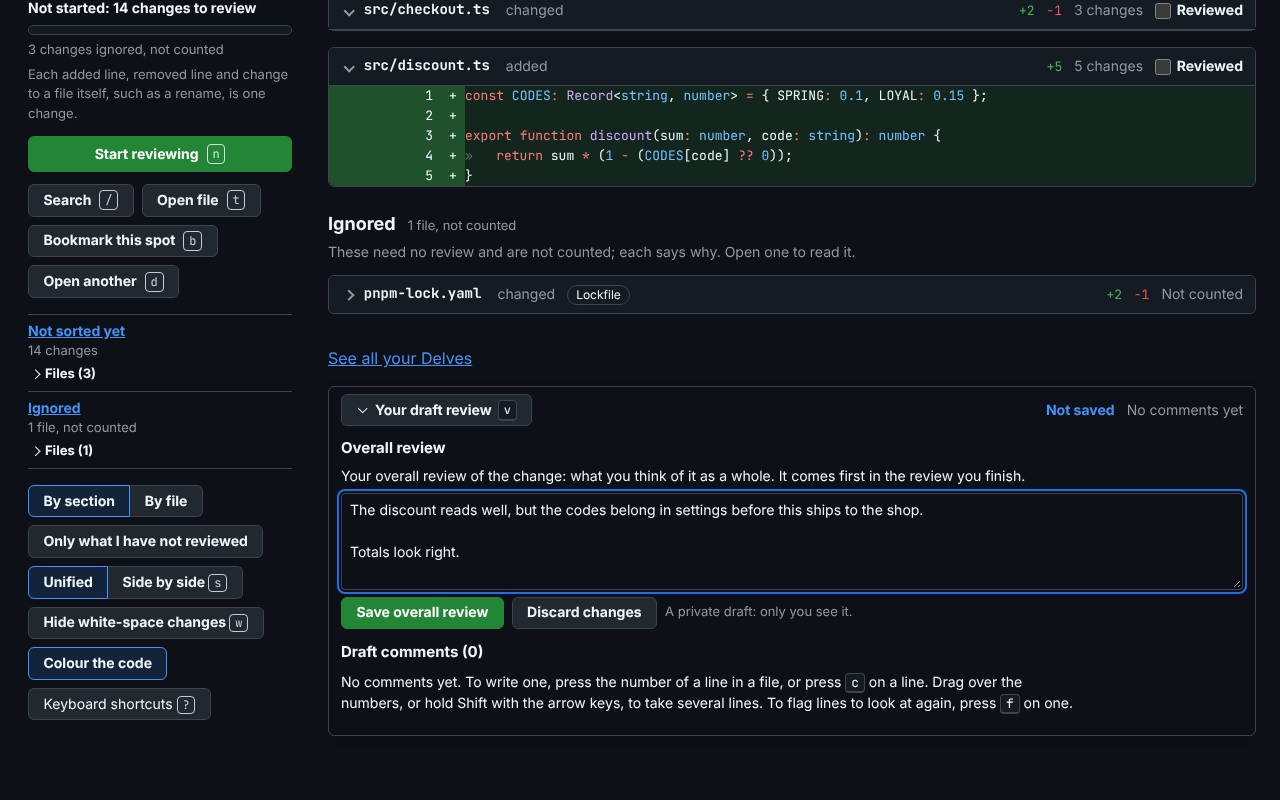 Not started: 14 changes to review
3 changes ignored, not counted
Each added line, removed line and change
to a file itself, such as a rename, is one
change.
Start reviewing n
Search / Open file t
Bookmark this spot b
Open another d
Not sorted yet
14 changes
Files (3)
Ignored
1 file, not counted
Files (1)
By section By file
Only what I have not reviewed
Unified Side by side s
Hide white-space changes w
Colour the code
Keyboard shortcuts ?
src/checkout.ts changed +2 -1 3 changes Reviewed
src/discount.ts added +5 5 changes Reviewed
1 + const CODES: Record<string, number> = { SPRING: 0.1, LOYAL: 0.15 };
2 +
3 + export function discount(sum: number, code: string): number {
4 + » return sum * (1 - (CODES[code] ?? 0));
5 + }
Ignored 1 file, not counted
These need no review and are not counted; each says why. Open one to read it.
pnpm-lock.yaml changed Lockfile +2 -1 Not counted
See all your Delves
Your draft review v Not saved No comments yet
Overall review
Your overall review of the change: what you think of it as a whole. It comes first in the review you finish.
The discount reads well, but the codes belong in settings before this ships to the shop.
Totals look right.
Save overall review Discard changes A private draft: only you see it.
Draft comments (0)
No comments yet. To write one, press the number of a line in a file, or press c on a line. Drag over the
numbers, or hold Shift with the arrow keys, to take several lines. To flag lines to look at again, press f on one.